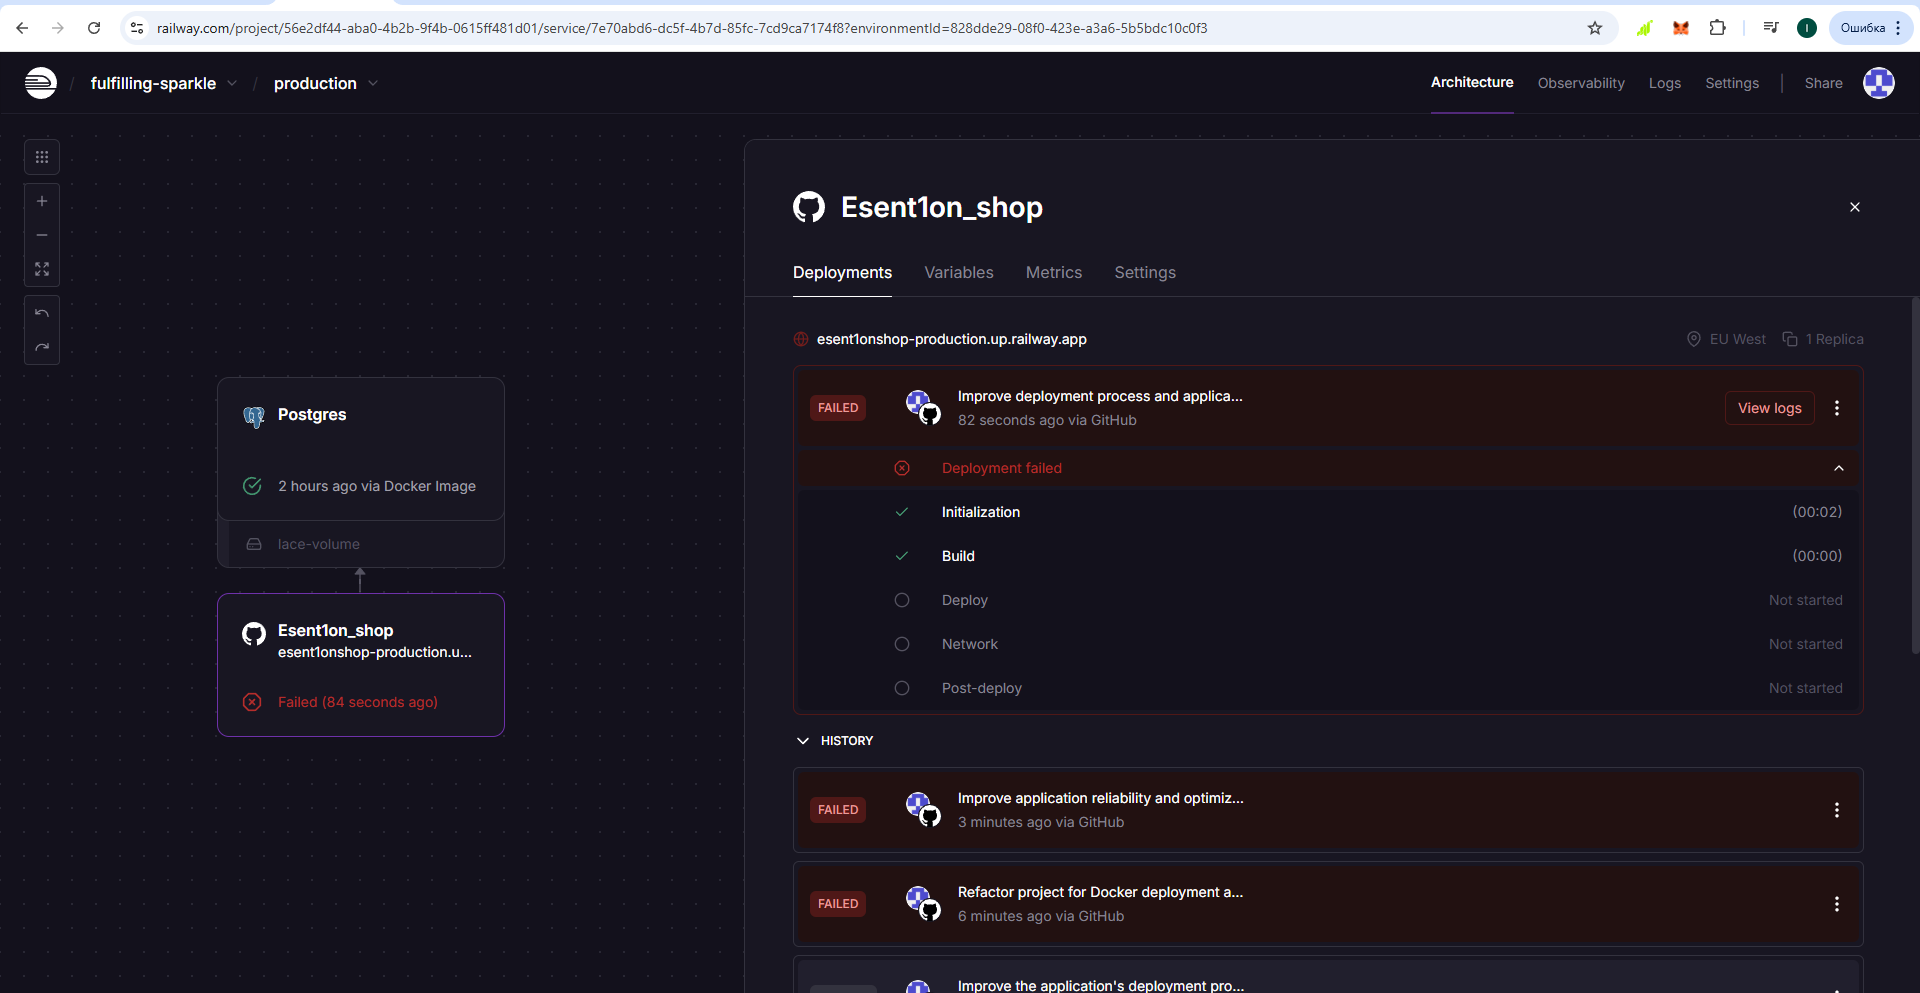 railway.com/project/56e2df44-aba0-4b2b-9f4b-0615ff481d01/service/7e70abd6-dc5f-4b7d-85fc-7cd9ca7174f8?environmentId=828dde29-08f0-423e-a3a6-5b5bdc10c0f3
I
Ошибка
/ fulfilling-sparkle / production
Architecture Observability Logs Settings | Share
Esent1on_shop
Deployments Variables Metrics Settings
esent1onshop-production.up.railway.app EU West 1 Replica
FAILED
Improve deployment process and applica...
82 seconds ago via GitHub
View logs
Deployment failed
Initialization (00:02)
Build (00:00)
Deploy Not started
Network Not started
Post-deploy Not started
HISTORY
FAILED
Improve application reliability and optimiz...
3 minutes ago via GitHub
FAILED
Refactor project for Docker deployment a...
6 minutes ago via GitHub
Improve the application's deployment pro...
Postgres
2 hours ago via Docker Image
lace-volume
Esent1on_shop
esent1onshop-production.u...
Failed (84 seconds ago)